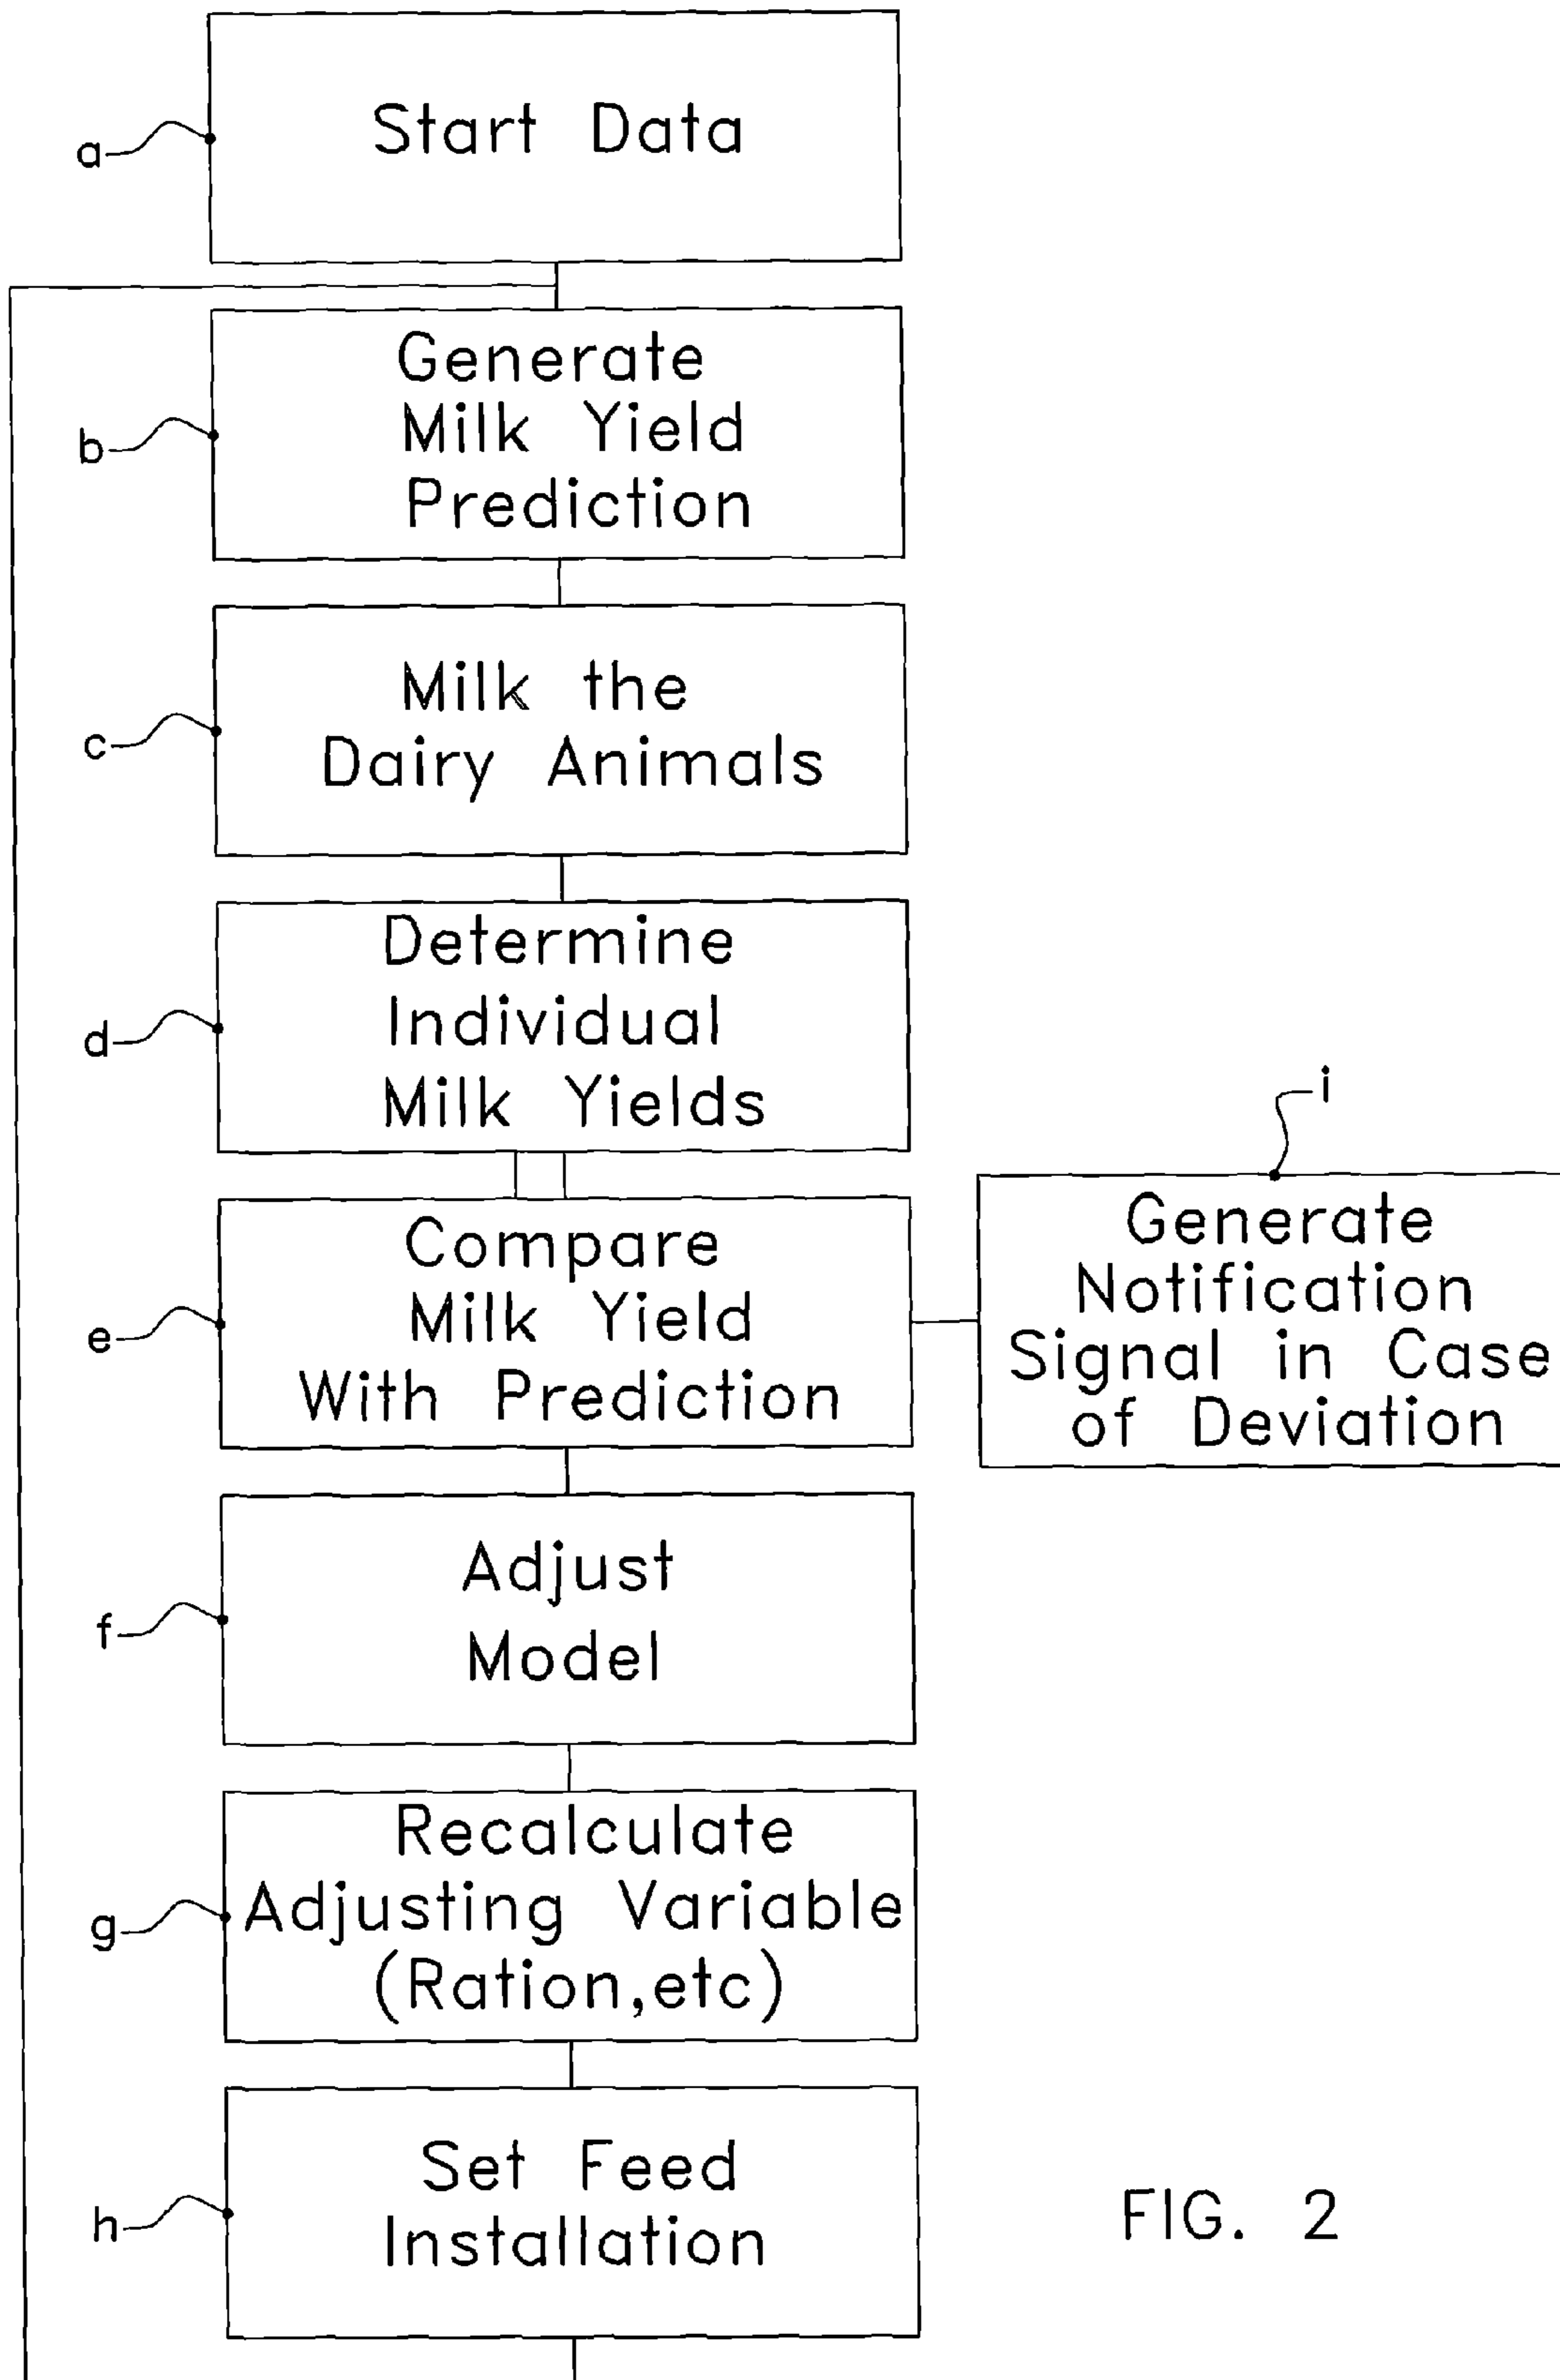 a
Start Data
b
Generate
Milk Yield
Prediction
c
Milk the
Dairy Animals
d
Determine
Individual
Milk Yields
e
Compare
Milk Yield
With Prediction
i
Generate
Notification
Signal in Case
of Deviation
f
Adjust
Model
g
Recalculate
Adjusting Variable
(Ration,etc)
h
Set Feed
Installation
FIG. 2